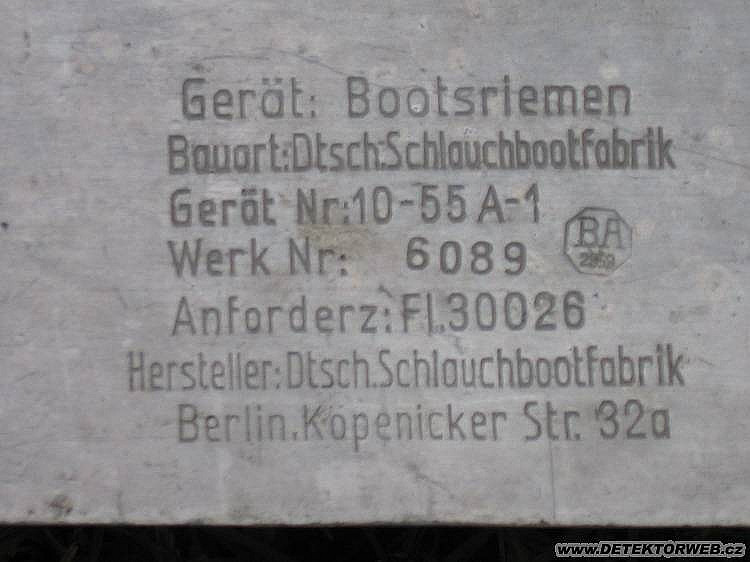 Gerät: Bootsriemen
Bauart: Dtsch. Schlauchbootfabrik
Gerät Nr: 10-55 A-1
Werk Nr: 6089
BA
Anforderz: Fl. 30026
Hersteller: Dtsch. Schlauchbootfabrik
Berlin. Köpenicker Str. 32a
www.DETEKTORWEB.cz